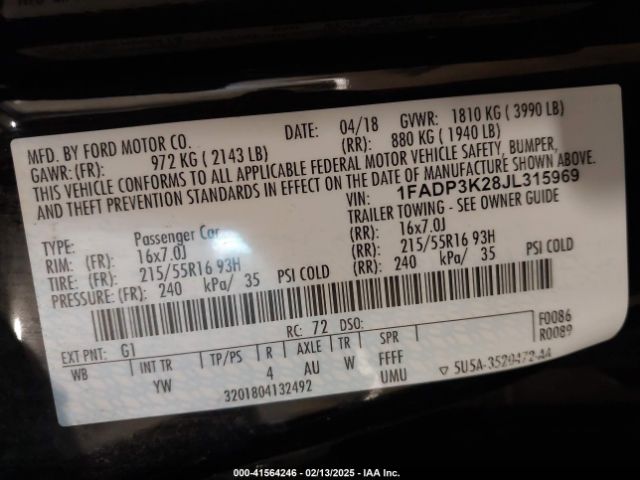 MFD. BY FORD MOTOR CO. DATE: 04/18 GVWR: 1810 KG ( 3990 LB)
GAWR: (FR): 972 KG ( 2143 LB) (RR): 880 KG ( 1940 LB)
THIS VEHICLE CONFORMS TO ALL APPLICABLE FEDERAL MOTOR VEHICLE SAFETY, BUMPER,
AND THEFT PREVENTION STANDARDS IN EFFECT ON THE DATE OF MANUFACTURE SHOWN ABOVE.
VIN: 1FADP3K28JL315969
TYPE: Passenger Car TRAILER TOWING - SEE OWNER GUIDE
RIM: (FR): 16x7.0J (RR): 16x7.0J
TIRE: (FR): 215/55R16 93H (RR): 215/55R16 93H
PRESSURE: (FR): 240 kPa/ 35 PSI COLD (RR): 240 kPa/ 35 PSI COLD
EXT PNT: G1 RC: 72 DSO: F0086
WB INT TR TP/PS R AXLE TR SPR R0089
YW 4 AU W FFFF
UMU
3201804132492 5U5A-3520472-AA
000-41564246 - 02/13/2025 - IAA Inc.